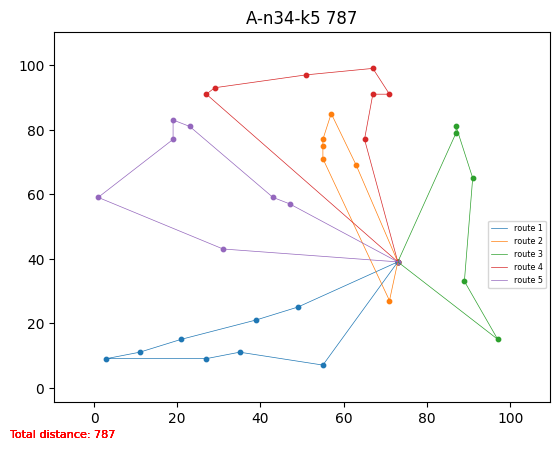 A-n34-k5 787
100
80
60
40
20
0
route 1
route 2
route 3
route 4
route 5
0 20 40 60 80 100
Total distance: 787